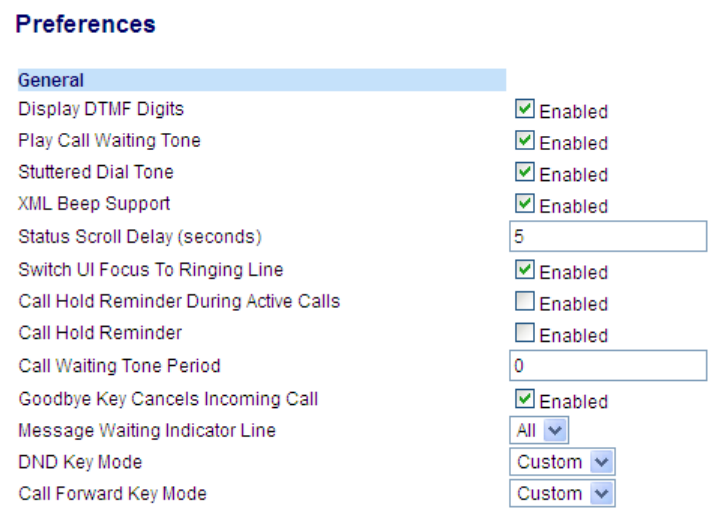 Preferences
General
Display DTMF Digits Enabled
Play Call Waiting Tone Enabled
Stuttered Dial Tone Enabled
XML Beep Support Enabled
Status Scroll Delay (seconds) 5
Switch UI Focus To Ringing Line Enabled
Call Hold Reminder During Active Calls Enabled
Call Hold Reminder Enabled
Call Waiting Tone Period 0
Goodbye Key Cancels Incoming Call Enabled
Message Waiting Indicator Line All
DND Key Mode Custom
Call Forward Key Mode Custom